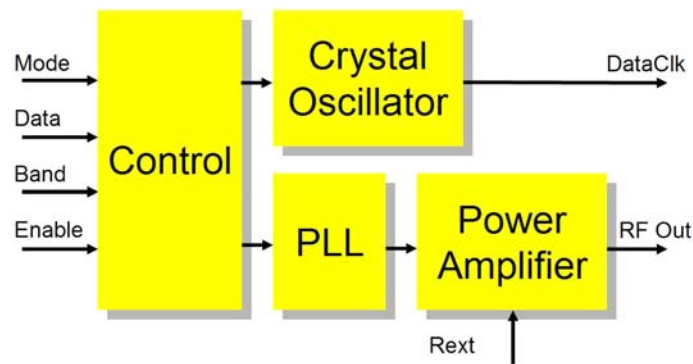 Mode
Data
Band
Enable
Control
Crystal
Oscillator
DataClk
PLL
Power
Amplifier
RF Out
Rext